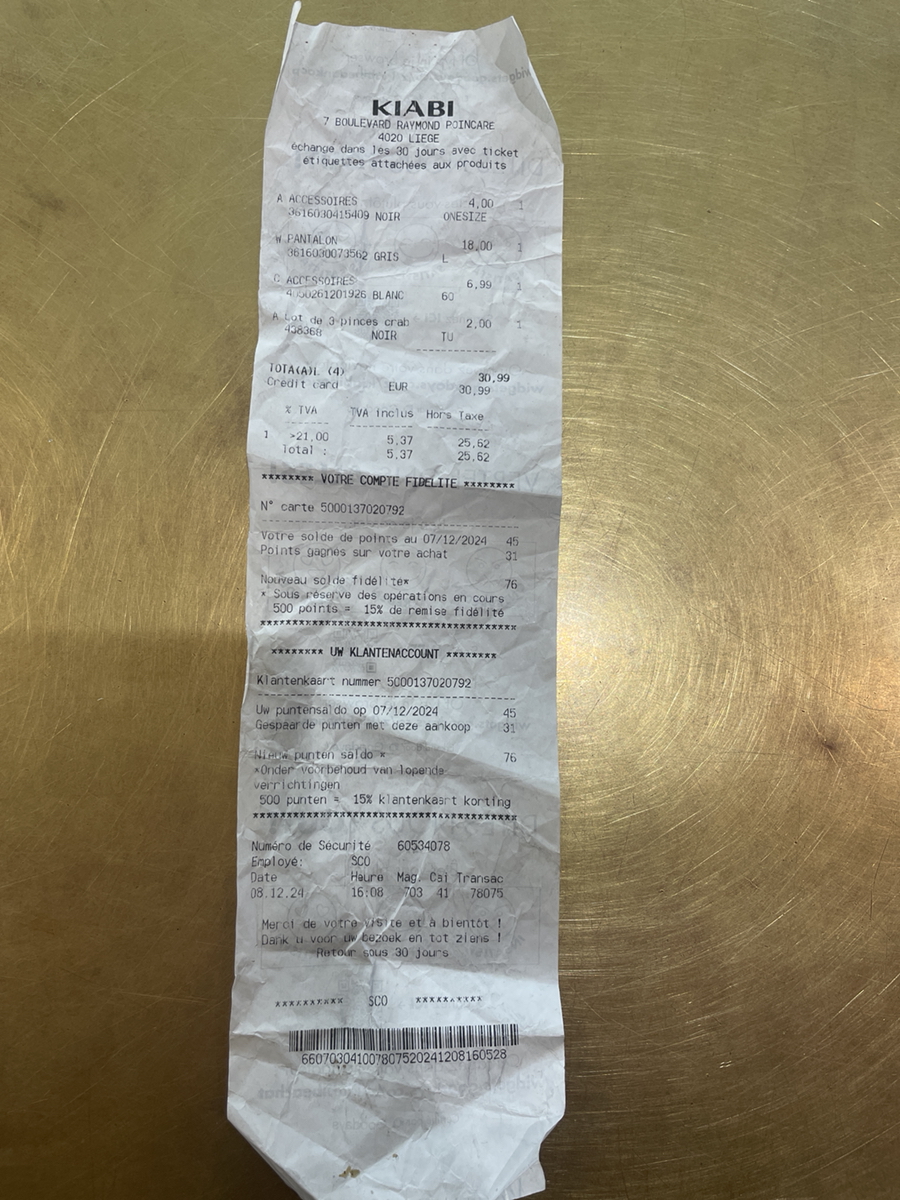 KIABI
7 BOULEVARD RAYMOND POINCARE
4020 LIEGE
échange dans les 30 jours avec ticket
étiquettes attachées aux produits
A ACCESSOIRES 4,00 1
3616030415409 NOIR ONESIZE
W PANTALON 18,00 1
3616030073562 GRIS L
C ACCESSOIRES 6,99 1
4050261201926 BLANC 60
A Lot de 3 pinces crab 2,00 1
438368 NOIR TU
TOTA(A)L (4) 30,99
Credit card EUR 30,99
% TVA TVA inclus Hors Taxe
1 >21,00 5,37 25,62
Total : 5,37 25,62
******** VOTRE COMPTE FIDELITE ********
N° carte 5000137020792
Votre solde de points au 07/12/2024 45
Points gagnés sur votre achat 31
Nouveau solde fidélité* 76
* Sous réserve des opérations en cours
500 points = 15% de remise fidélité
***************************************
******** UW KLANTENACCOUNT ********
Klantenkaart nummer 5000137020792
Uw puntensaldo op 07/12/2024 45
Gespaarde punten met deze aankoop 31
Nieuw punten saldo * 76
*Onder voorbehoud van lopende
verrichtingen
500 punten = 15% klantenkaart korting
***************************************
Numéro de Sécurité 60534078
Employé: SCO
Date Heure Mag. Cai Transac
08.12.24 16:08 703 41 78075
Merci de votre visite et à bientôt !
Dank u voor uw bezoek en tot ziens !
Retour sous 30 jours
********** SCO **********
660703041007807520241208160528